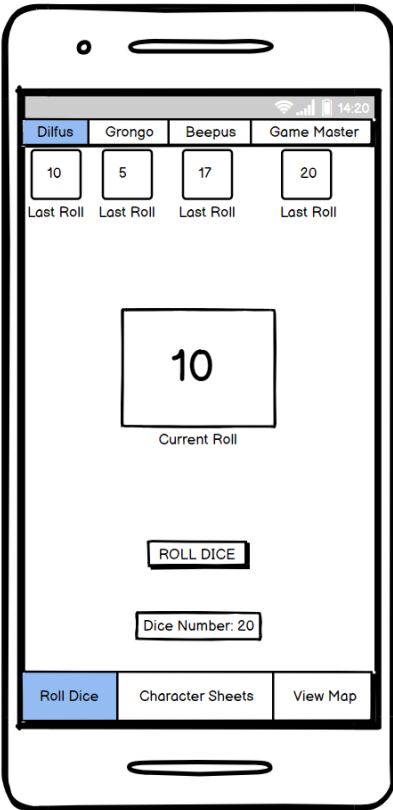 14:20
Dilfus Grongo Beepus Game Master
10 5 17 20
Last Roll Last Roll Last Roll Last Roll
10
Current Roll
ROLL DICE
Dice Number: 20
Roll Dice Character Sheets View Map